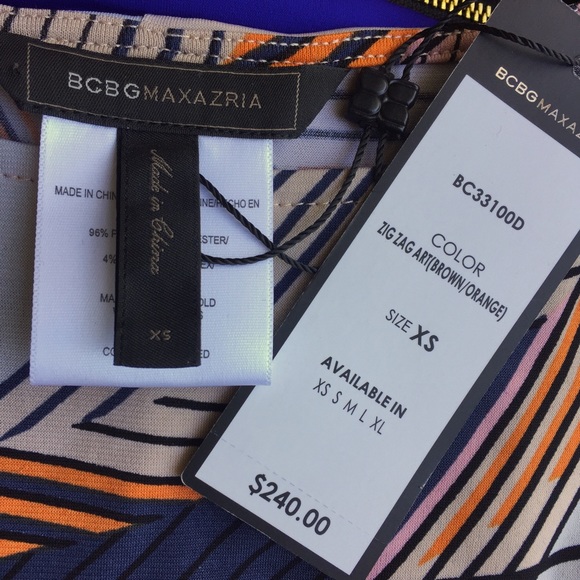 BCBGMAXAZRIA
Made in China
XS
MADE IN
EN
96%
4%
BCBGMAXAZRIA
BC33100D
COLOR
ZIG ZAG ART(BROWN/ORANGE)
SIZE XS
AVAILABLE IN
XS S M L XL
$240.00